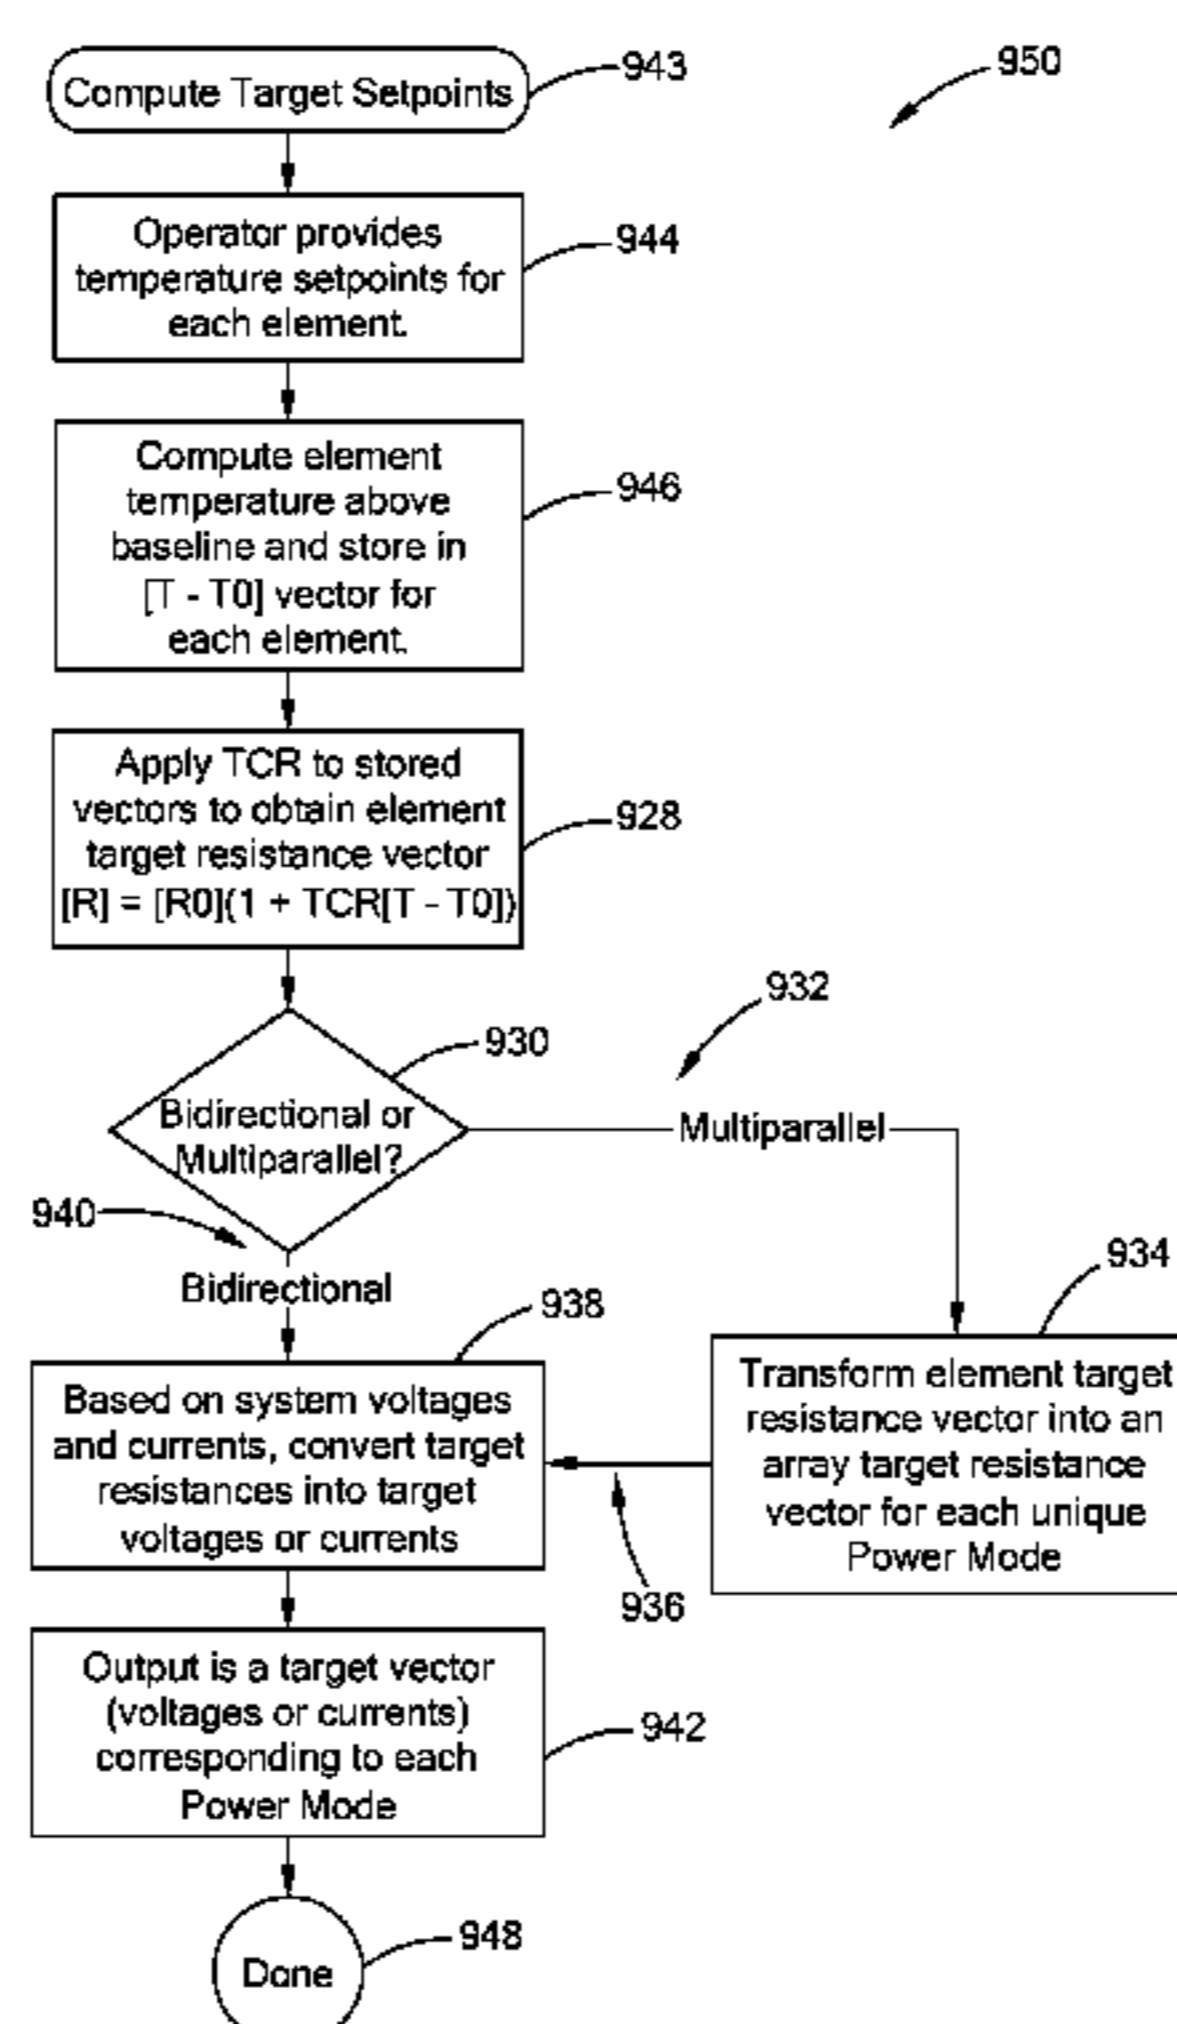 Compute Target Setpoints
943
950
Operator provides
temperature setpoints for
each element.
944
Compute element
temperature above
baseline and store in
[T - T0] vector for
each element.
946
Apply TCR to stored
vectors to obtain element
target resistance vector
[R] = [R0](1 + TCR[T - T0])
928
932
930
Bidirectional or
Multiparallel?
Multiparallel
940
Bidirectional
934
938
Transform element target
resistance vector into an
array target resistance
vector for each unique
Power Mode
Based on system voltages
and currents, convert target
resistances into target
voltages or currents
936
Output is a target vector
(voltages or currents)
corresponding to each
Power Mode
942
948
Done